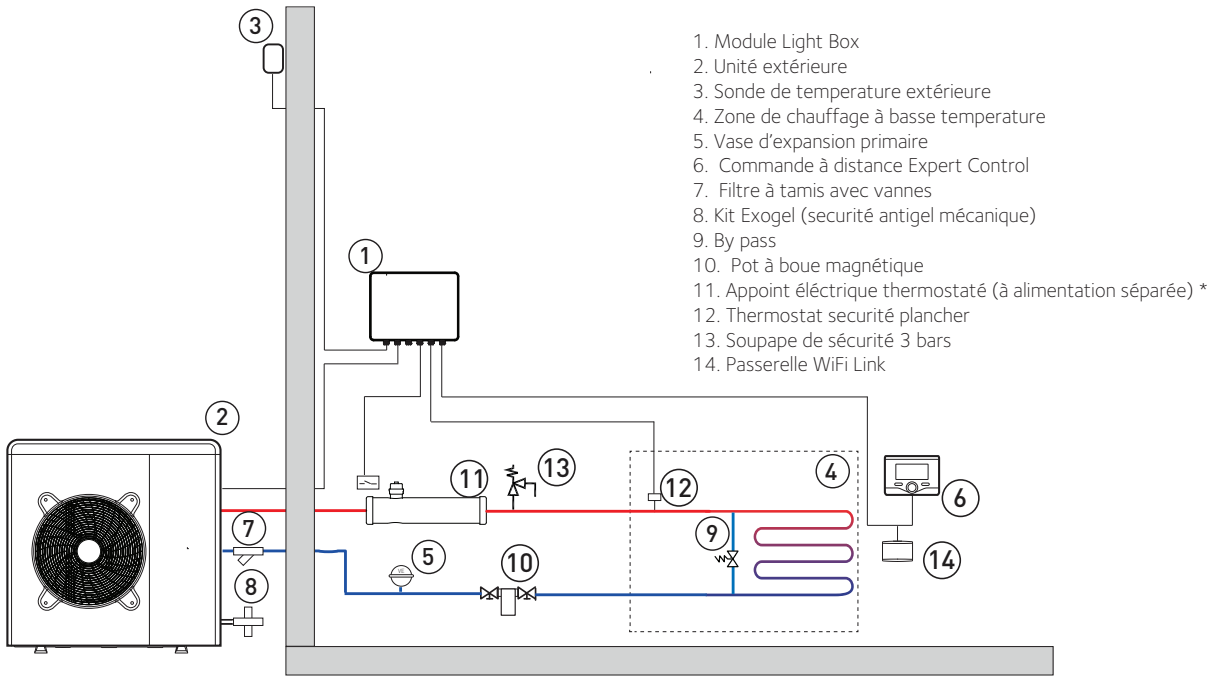 3
1. Module Light Box
2. Unité extérieure
3. Sonde de temperature extérieure
4. Zone de chauffage à basse temperature
5. Vase d'expansion primaire
6. Commande à distance Expert Control
7. Filtre à tamis avec vannes
8. Kit Exogel (securité antigel mécanique)
9. By pass
10. Pot à boue magnétique
11. Appoint éléctrique thermostaté (à alimentation séparée) *
12. Thermostat securité plancher
13. Soupape de sécurité 3 bars
14. Passerelle WiFi Link
1
2
11
13
12
4
6
7
5
10
9
14
8
VE